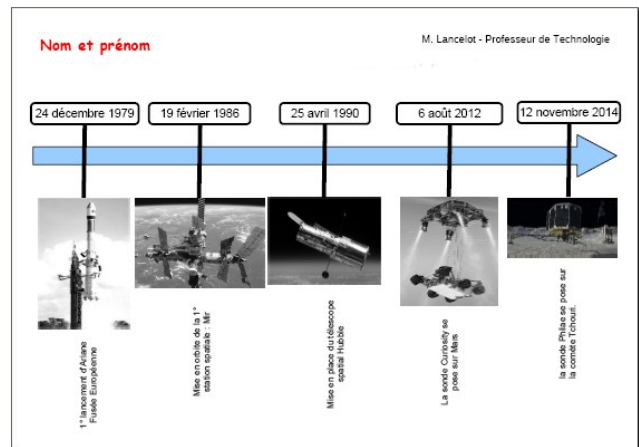 Nom et prénom
M. Lancelot - Professeur de Technologie
24 décembre 1979
19 février 1986
25 avril 1990
6 août 2012
12 novembre 2014
1° lancement d'Ariane
Fusée Européenne
Mise en orbite de la 1°
station spatiale : Mir
Mise en place du télescope
spatial Hubble
La sonde Curiosity se
pose sur Mars
la sonde Philae se pose sur
la comète Tchouri.